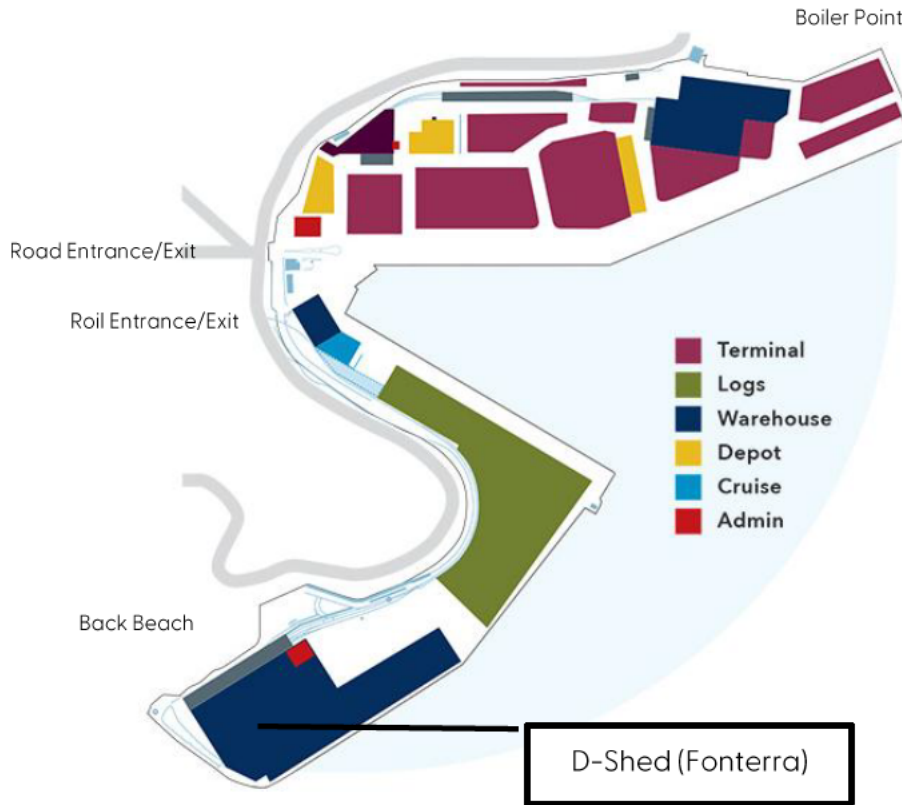 Boiler Point
Road Entrance/Exit
Roil Entrance/Exit
Terminal
Logs
Warehouse
Depot
Cruise
Admin
Back Beach
D-Shed (Fonterra)